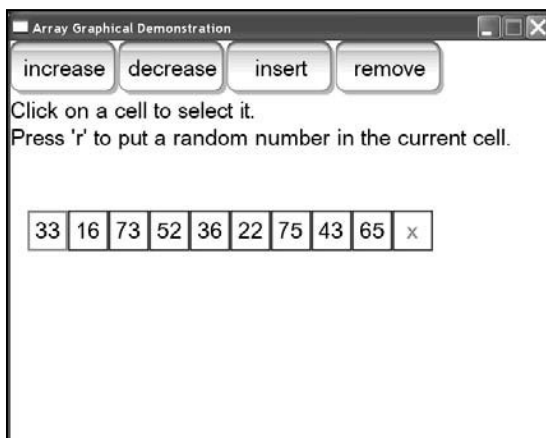 Array Graphical Demonstration
increase decrease insert remove
Click on a cell to select it.
Press 'r' to put a random number in the current cell.
33 16 73 52 36 22 75 43 65 x